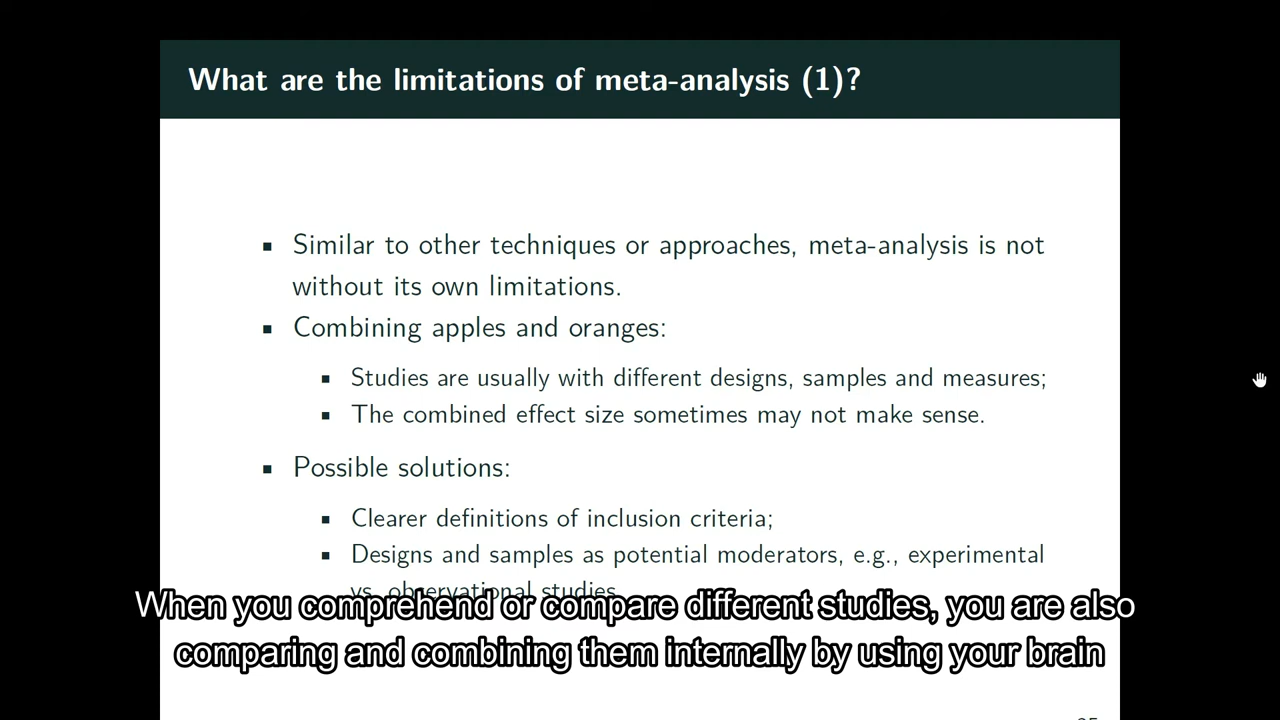 What are the limitations of meta-analysis (1)?
▪ Similar to other techniques or approaches, meta-analysis is not
without its own limitations.
▪ Combining apples and oranges:
▪ Studies are usually with different designs, samples and measures;
▪ The combined effect size sometimes may not make sense.
▪ Possible solutions:
▪ Clearer definitions of inclusion criteria;
▪ Designs and samples as potential moderators, e.g., experimental
vs. observational studies
When you comprehend or compare different studies, you are also
comparing and combining them internally by using your brain